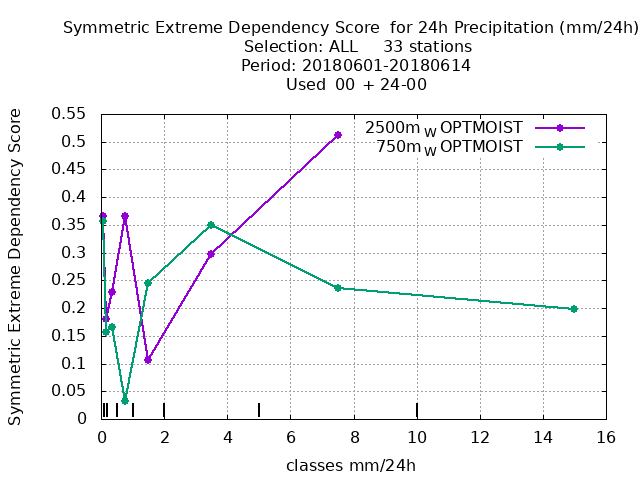 Symmetric Extreme Dependency Score  for 24h Precipitation (mm/24h)
Selection: ALL     33 stations
Period: 20180601-20180614
Used  00  + 24-00
Symmetric Extreme Dependency Score
0.55
0.5
0.45
0.4
0.35
0.3
0.25
0.2
0.15
0.1
0.05
0
2500m W OPTMOIST
750m W OPTMOIST
0 2 4 6 8 10 12 14 16
classes mm/24h